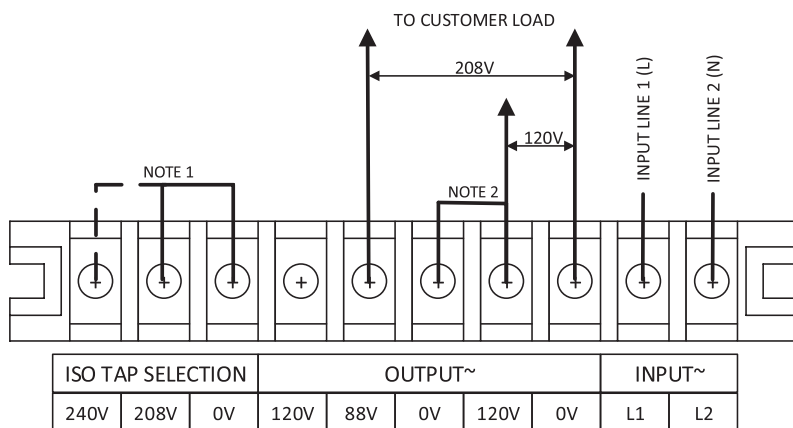 TO CUSTOMER LOAD
208V
120V
NOTE 1
NOTE 2
INPUT LINE 1 (L)
INPUT LINE 2 (N)
ISO TAP SELECTION OUTPUT~ INPUT~
240V 208V 0V 120V 88V 0V 120V 0V L1 L2